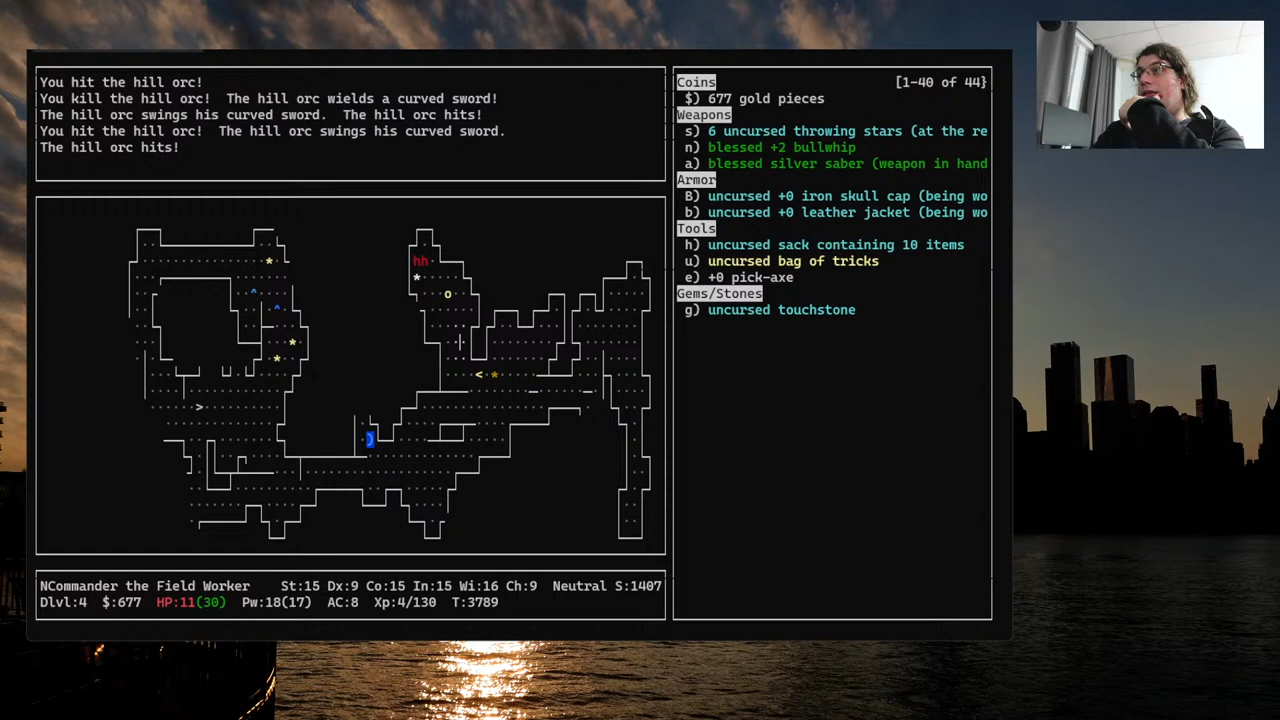 You hit the hill orc!
You kill the hill orc!  The hill orc wields a curved sword!
The hill orc swings his curved sword.  The hill orc hits!
You hit the hill orc!  The hill orc swings his curved sword.
The hill orc hits!
Coins [1-40 of 44}
$) 677 gold pieces
Weapons
s) 6 uncursed throwing stars (at the re
n) blessed +2 bullwhip
a) blessed silver saber (weapon in hand
Armor
B) uncursed +0 iron skull cap (being wo
b) uncursed +0 leather jacket (being wo
Tools
h) uncursed sack containing 10 items
u) uncursed bag of tricks
e) +0 pick-axe
Gems/Stones
g) uncursed touchstone
hh
o
NCommander the Field Worker    St:15 Dx:9 Co:15 In:15 Wi:16 Ch:9  Neutral S:1407
Dlvl:4  $:677  HP:11(30)  Pw:18(17)  AC:8  Xp:4/130  T:3789